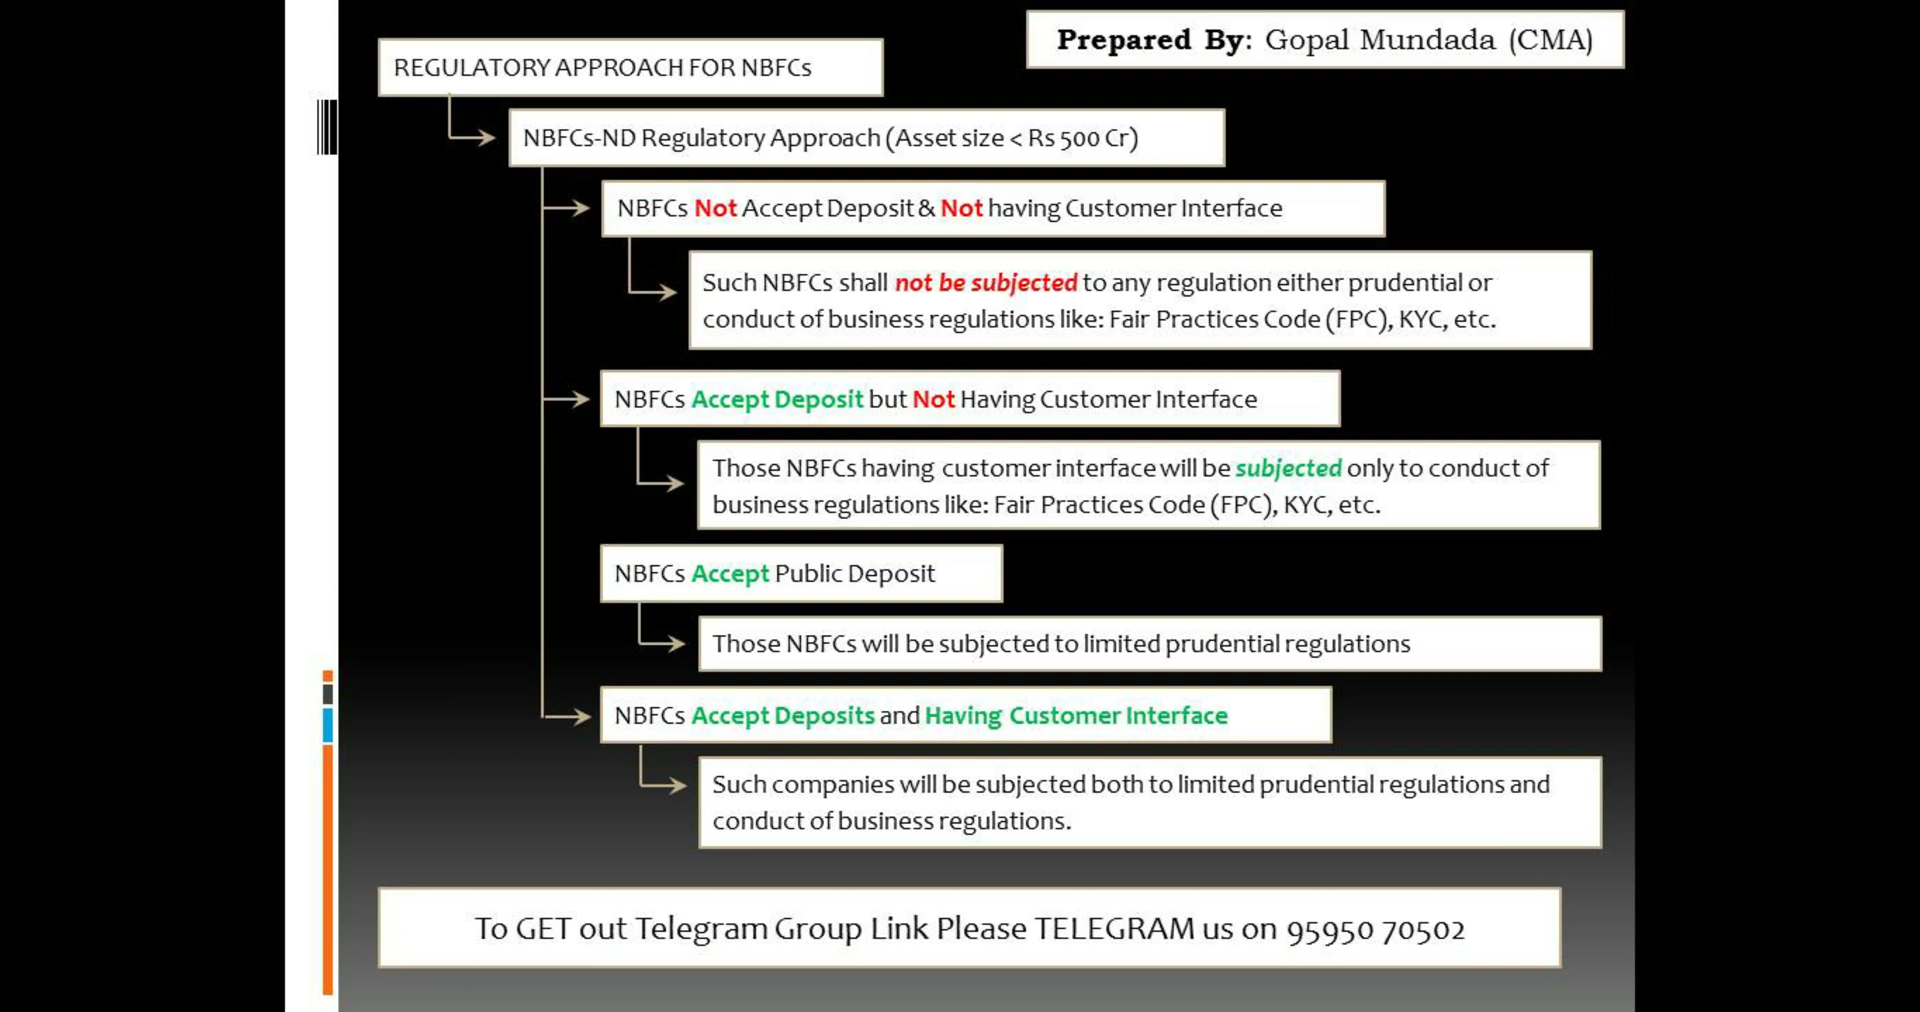 Prepared By: Gopal Mundada (CMA)
REGULATORY APPROACH FOR NBFCs
NBFCs-ND Regulatory Approach (Asset size < Rs 500 Cr)
NBFCs Not Accept Deposit & Not having Customer Interface
Such NBFCs shall not be subjected to any regulation either prudential or
conduct of business regulations like: Fair Practices Code (FPC), KYC, etc.
NBFCs Accept Deposit but Not Having Customer Interface
Those NBFCs having customer interface will be subjected only to conduct of
business regulations like: Fair Practices Code (FPC), KYC, etc.
NBFCs Accept Public Deposit
Those NBFCs will be subjected to limited prudential regulations
NBFCs Accept Deposits and Having Customer Interface
Such companies will be subjected both to limited prudential regulations and
conduct of business regulations.
To GET out Telegram Group Link Please TELEGRAM us on 95950 70502